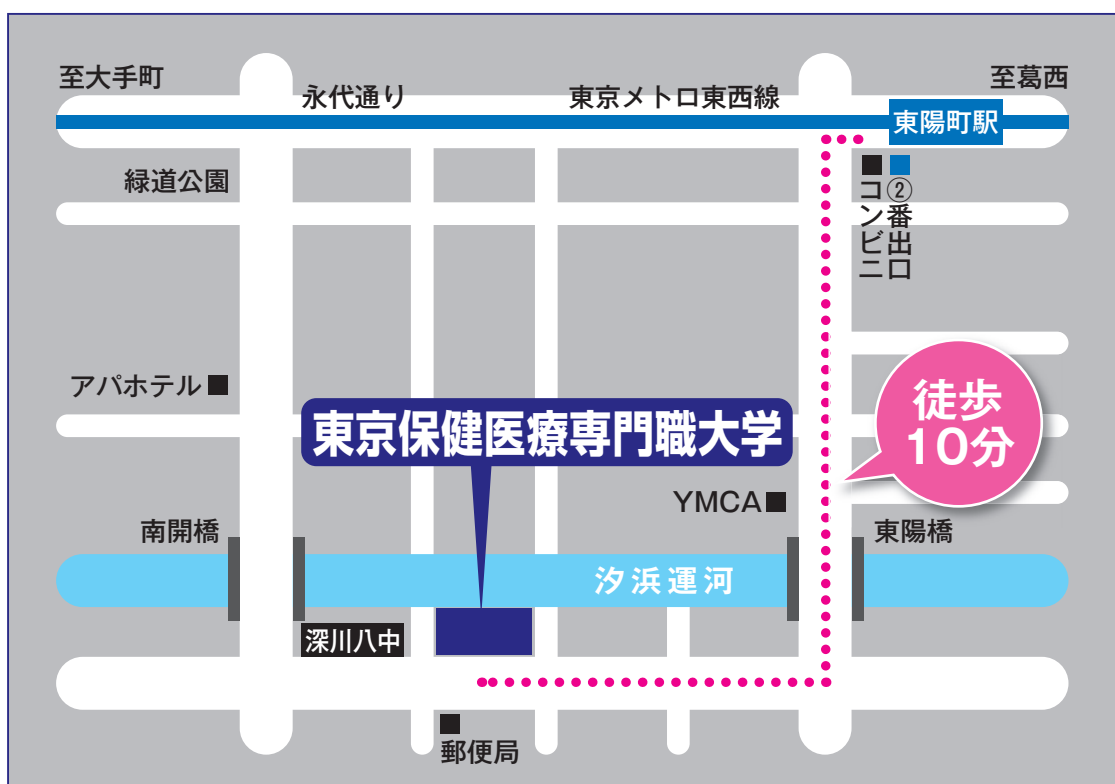 至大手町
永代通り
東京メトロ東西線
至葛西
東陽町駅
緑道公園
コンビニ
②番出口
アパホテル
東京保健医療専門職大学
徒歩
10分
YMCA
南開橋
東陽橋
汐浜運河
深川八中
郵便局